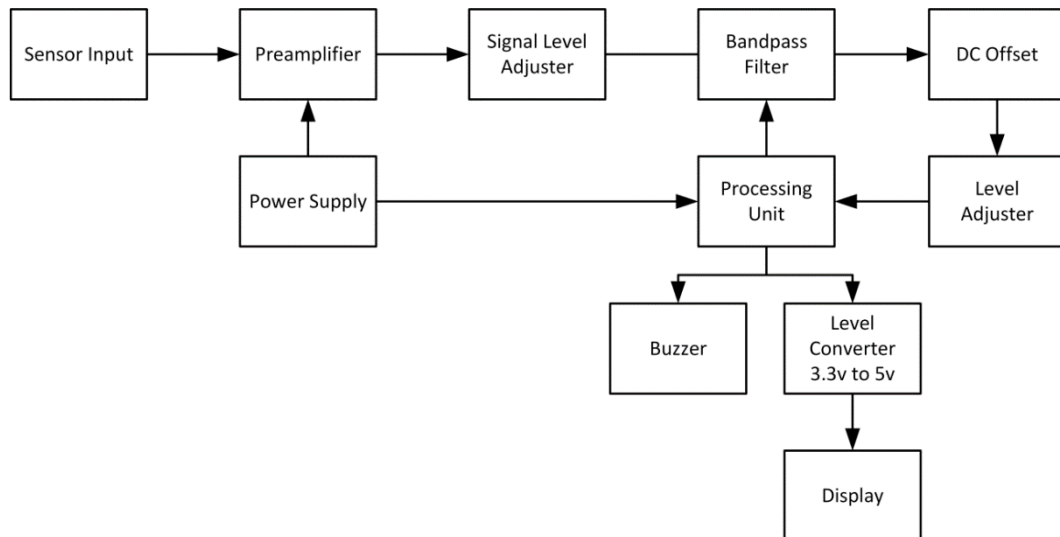 Sensor Input
Preamplifier
Signal Level
Adjuster
Bandpass
Filter
DC Offset
Power Supply
Processing
Unit
Level
Adjuster
Buzzer
Level
Converter
3.3v to 5v
Display